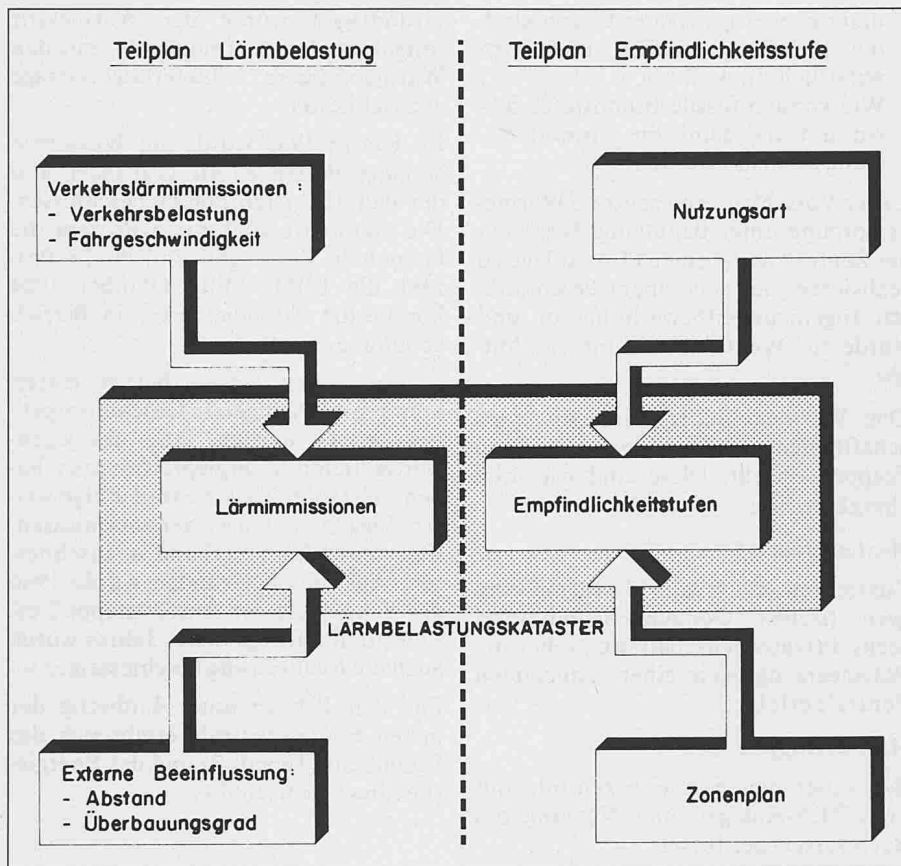 Teilplan Lärmbelastung
Teilplan Empfindlichkeitsstufe
Verkehrslärmimmissionen :
- Verkehrsbelastung
- Fahrgeschwindigkeit
Nutzungsart
Lärmimmissionen
Empfindlichkeitstufen
LÄRMBELASTUNGSKATASTER
Externe Beeinflussung:
- Abstand
- Überbauungsgrad
Zonenplan